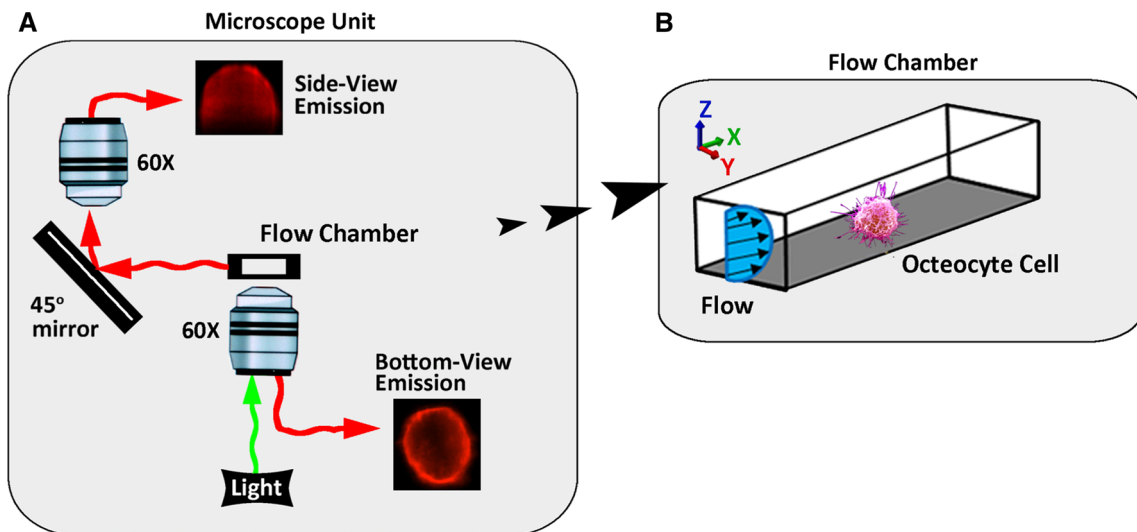 A
Microscope Unit
Side-View
Emission
60X
Flow Chamber
45º
mirror
60X
Bottom-View
Emission
Light
B
Flow Chamber
Z
X
Y
Octeocyte Cell
Flow